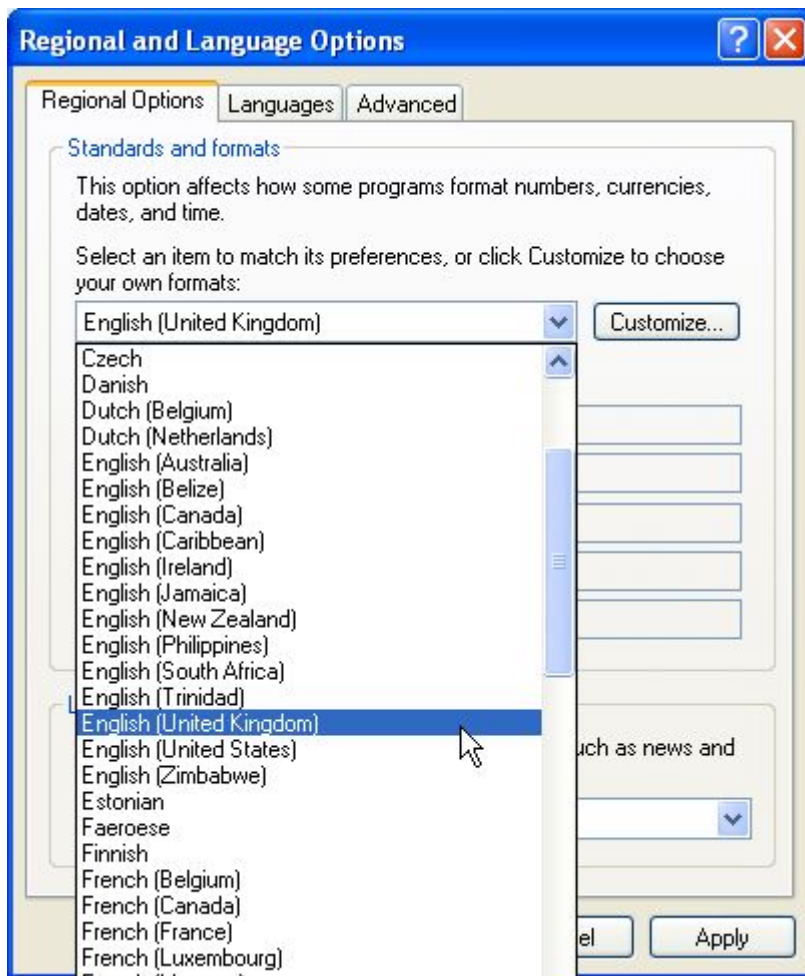 Regional and Language Options
Regional Options
Languages
Advanced
Standards and formats
This option affects how some programs format numbers, currencies,
dates, and time.
Select an item to match its preferences, or click Customize to choose
your own formats:
English (United Kingdom)
Customize...
Czech
Danish
Dutch (Belgium)
Dutch (Netherlands)
English (Australia)
English (Belize)
English (Canada)
English (Caribbean)
English (Ireland)
English (Jamaica)
English (New Zealand)
English (Philippines)
English (South Africa)
English (Trinidad)
English (United Kingdom)
English (United States)
such as news and
English (Zimbabwe)
Estonian
Faeroese
Finnish
French (Belgium)
French (Canada)
French (France)
Apply
French (Luxembourg)